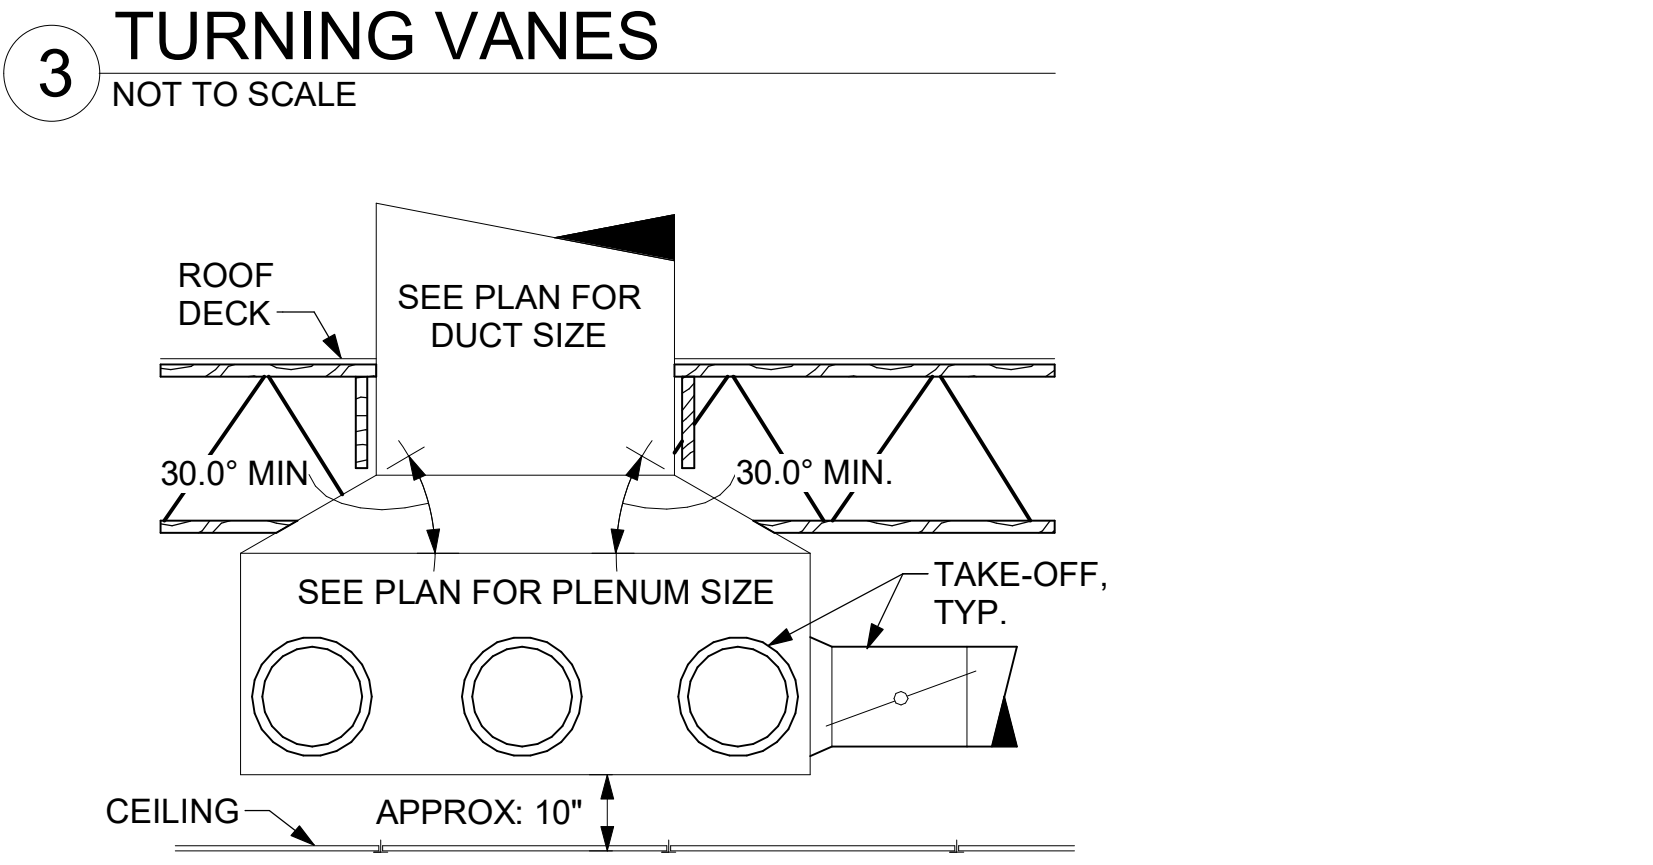 3
TURNING VANES
NOT TO SCALE
ROOF
DECK
SEE PLAN FOR
DUCT SIZE
30.0° MIN
30.0° MIN.
SEE PLAN FOR PLENUM SIZE
TAKE-OFF,
TYP.
CEILING
APPROX: 10"